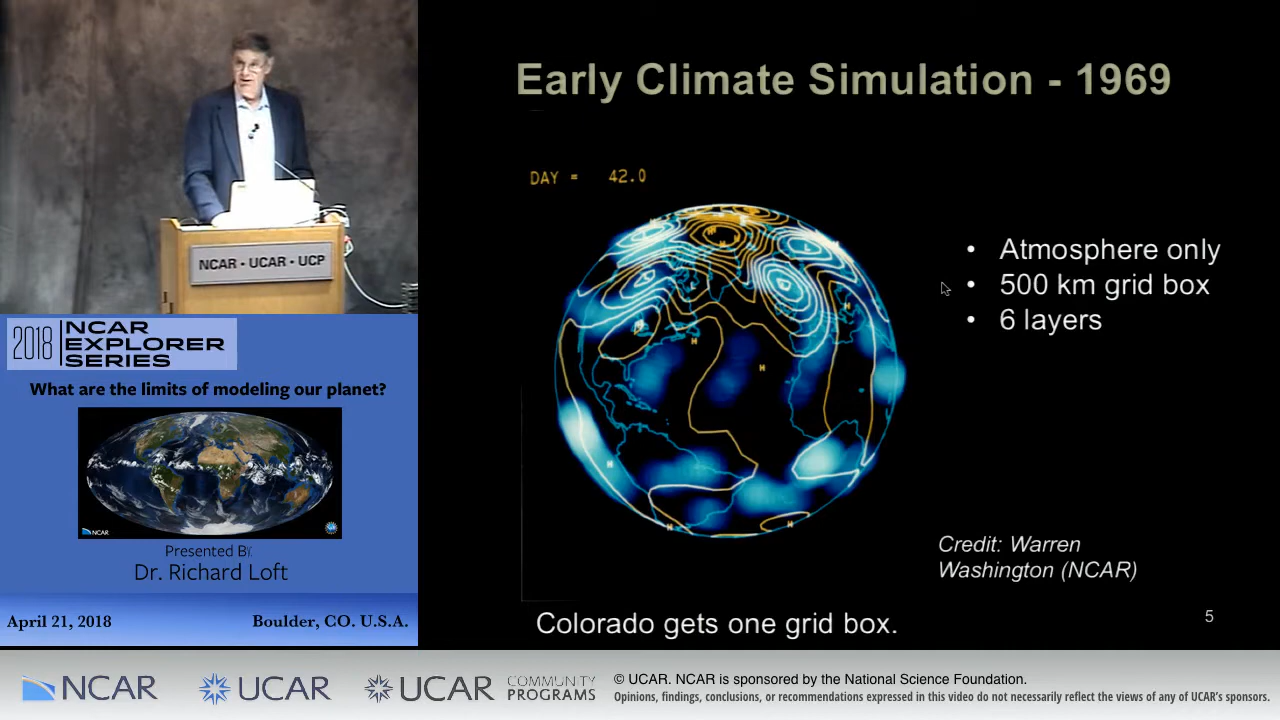 Early Climate Simulation - 1969
DAY = 42.0
• Atmosphere only
• 500 km grid box
• 6 layers
Credit: Warren
Washington (NCAR)
Colorado gets one grid box.
5
NCAR • UCAR • UCP
2018
NCAR
EXPLORER
SERIES
What are the limits of modeling our planet?
NCAR
Presented By:
Dr. Richard Loft
April 21, 2018
Boulder, CO. U.S.A.
NCAR
UCAR
UCAR
COMMUNITY
PROGRAMS
© UCAR. NCAR is sponsored by the National Science Foundation.
Opinions, findings, conclusions, or recommendations expressed in this video do not necessarily reflect the views of any of UCAR's sponsors.